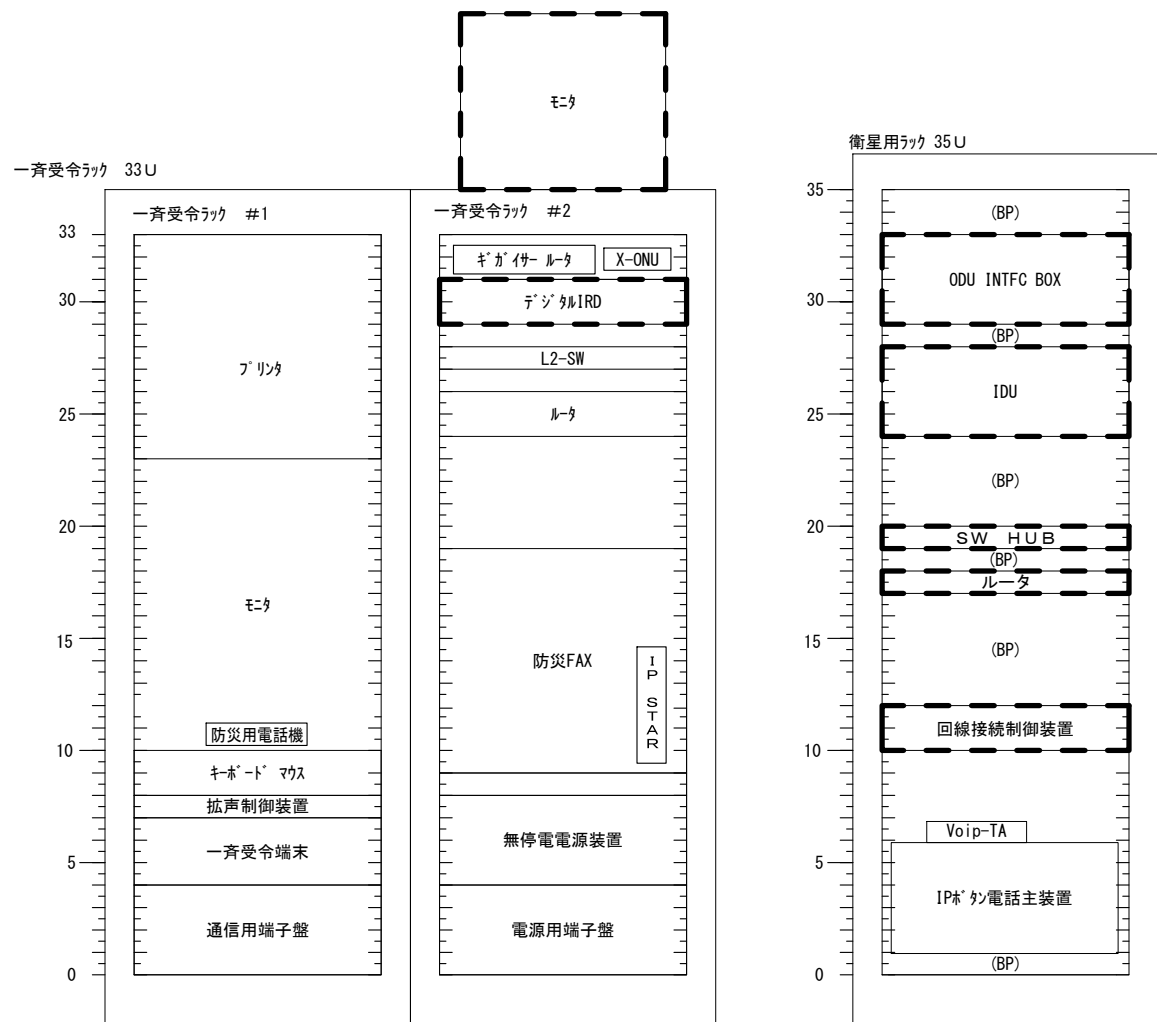 モニタ
一斉受令ラック 33U
一斉受令ラック #1
33
30
25
20
15
10
5
0
プリンタ
モニタ
防災用電話機
キーボード マウス
拡声制御装置
一斉受令端末
通信用端子盤
一斉受令ラック #2
ギガイサー ルータ
X-ONU
デジタルIRD
L2-SW
ルータ
防災FAX
IP STAR
無停電電源装置
電源用端子盤
衛星用ラック 35U
35
30
25
20
15
10
5
0
(BP)
ODU INTFC BOX
(BP)
IDU
(BP)
SW HUB
(BP)
ルータ
(BP)
回線接続制御装置
Voip-TA
IPボタン電話主装置
(BP)